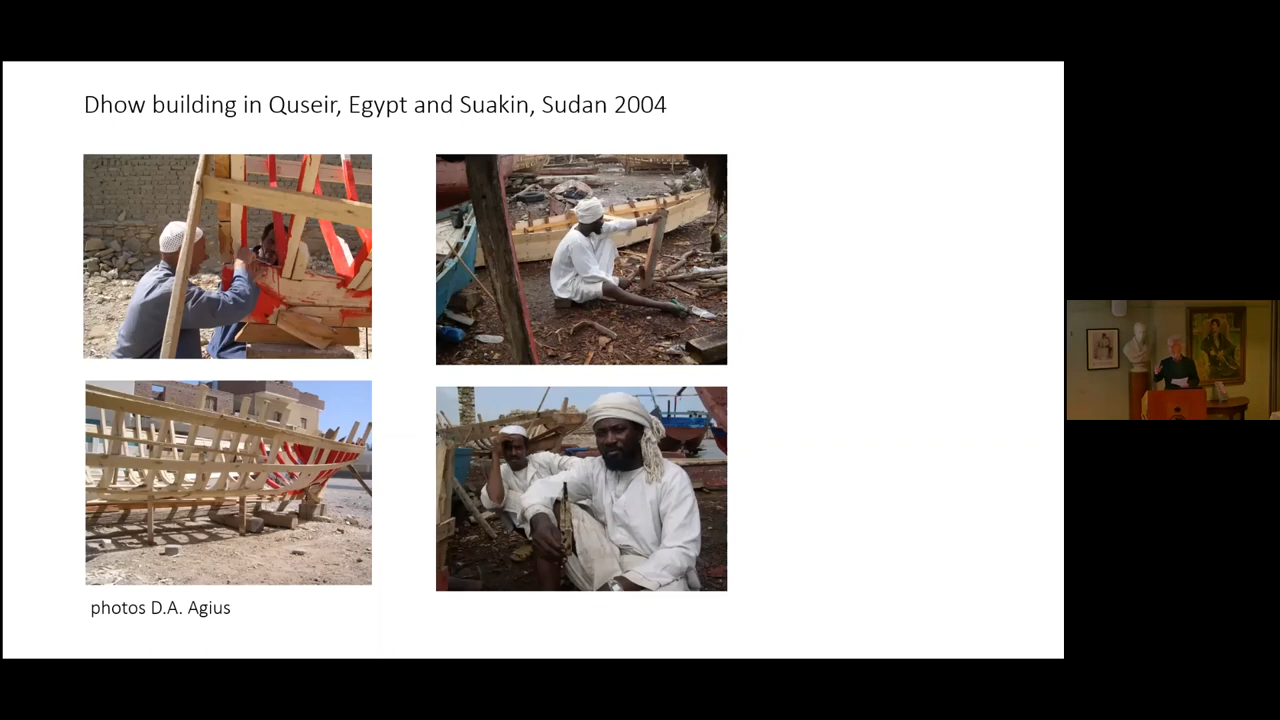 Dhow building in Quseir, Egypt and Suakin, Sudan 2004
photos D.A. Agius